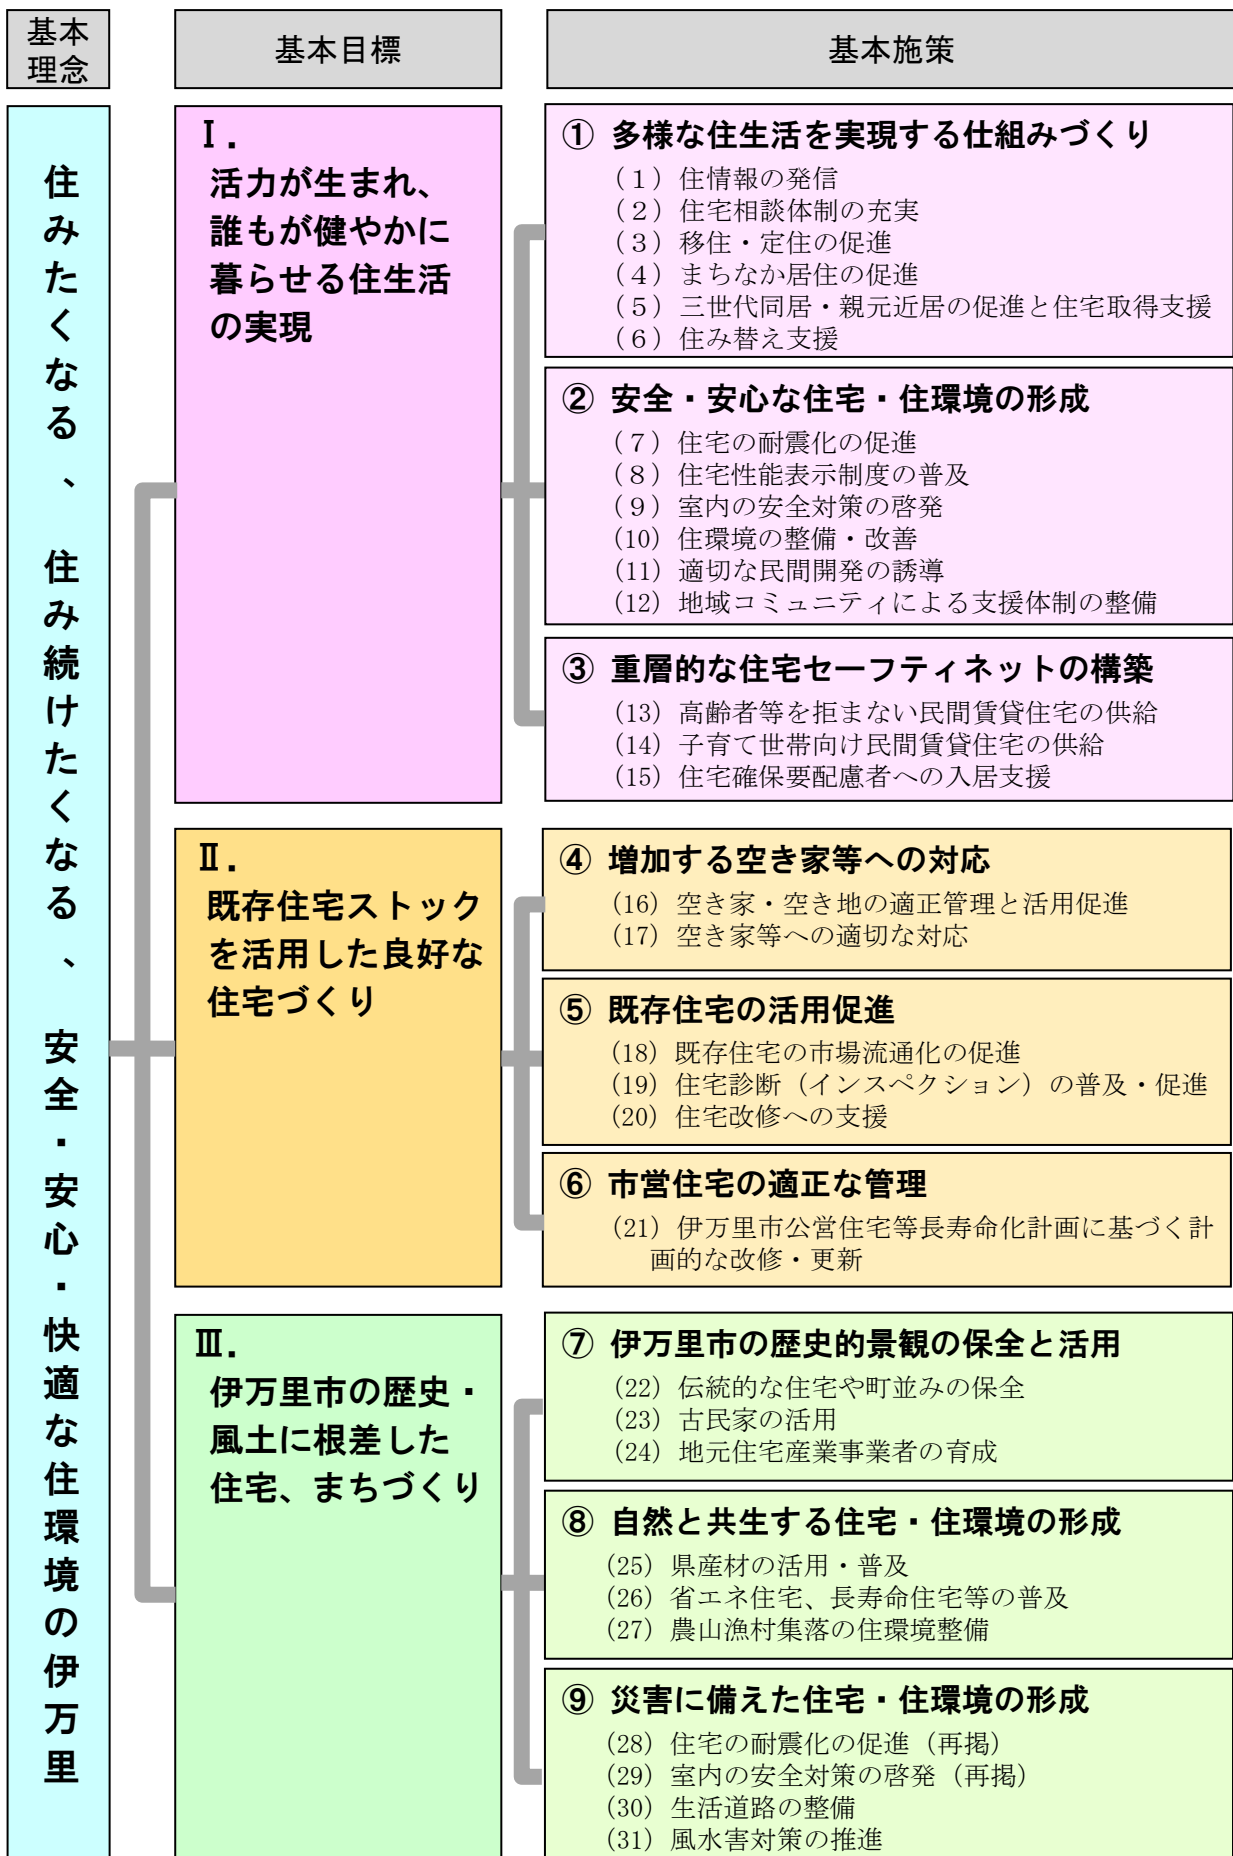 基本
理念
基本目標
基本施策
住みたくなる、住み続けたくなる、安全・安心・快適な住環境の伊万里
Ⅰ.
活力が生まれ、
誰もが健やかに
暮らせる住生活
の実現
① 多様な住生活を実現する仕組みづくり
(1) 住情報の発信
(2) 住宅相談体制の充実
(3) 移住・定住の促進
(4) まちなか居住の促進
(5) 三世代同居・親元近居の促進と住宅取得支援
(6) 住み替え支援
② 安全・安心な住宅・住環境の形成
(7) 住宅の耐震化の促進
(8) 住宅性能表示制度の普及
(9) 室内の安全対策の啓発
(10) 住環境の整備・改善
(11) 適切な民間開発の誘導
(12) 地域コミュニティによる支援体制の整備
③ 重層的な住宅セーフティネットの構築
(13) 高齢者等を拒まない民間賃貸住宅の供給
(14) 子育て世帯向け民間賃貸住宅の供給
(15) 住宅確保要配慮者への入居支援
Ⅱ.
既存住宅ストック
を活用した良好な
住宅づくり
④ 増加する空き家等への対応
(16) 空き家・空き地の適正管理と活用促進
(17) 空き家等への適切な対応
⑤ 既存住宅の活用促進
(18) 既存住宅の市場流通化の促進
(19) 住宅診断（インスペクション）の普及・促進
(20) 住宅改修への支援
⑥ 市営住宅の適正な管理
(21) 伊万里市公営住宅等長寿命化計画に基づく計
画的な改修・更新
Ⅲ.
伊万里市の歴史・
風土に根差した
住宅、まちづくり
⑦ 伊万里市の歴史的景観の保全と活用
(22) 伝統的な住宅や町並みの保全
(23) 古民家の活用
(24) 地元住宅産業事業者の育成
⑧ 自然と共生する住宅・住環境の形成
(25) 県産材の活用・普及
(26) 省エネ住宅、長寿命住宅等の普及
(27) 農山漁村集落の住環境整備
⑨ 災害に備えた住宅・住環境の形成
(28) 住宅の耐震化の促進（再掲）
(29) 室内の安全対策の啓発（再掲）
(30) 生活道路の整備
(31) 風水害対策の推進